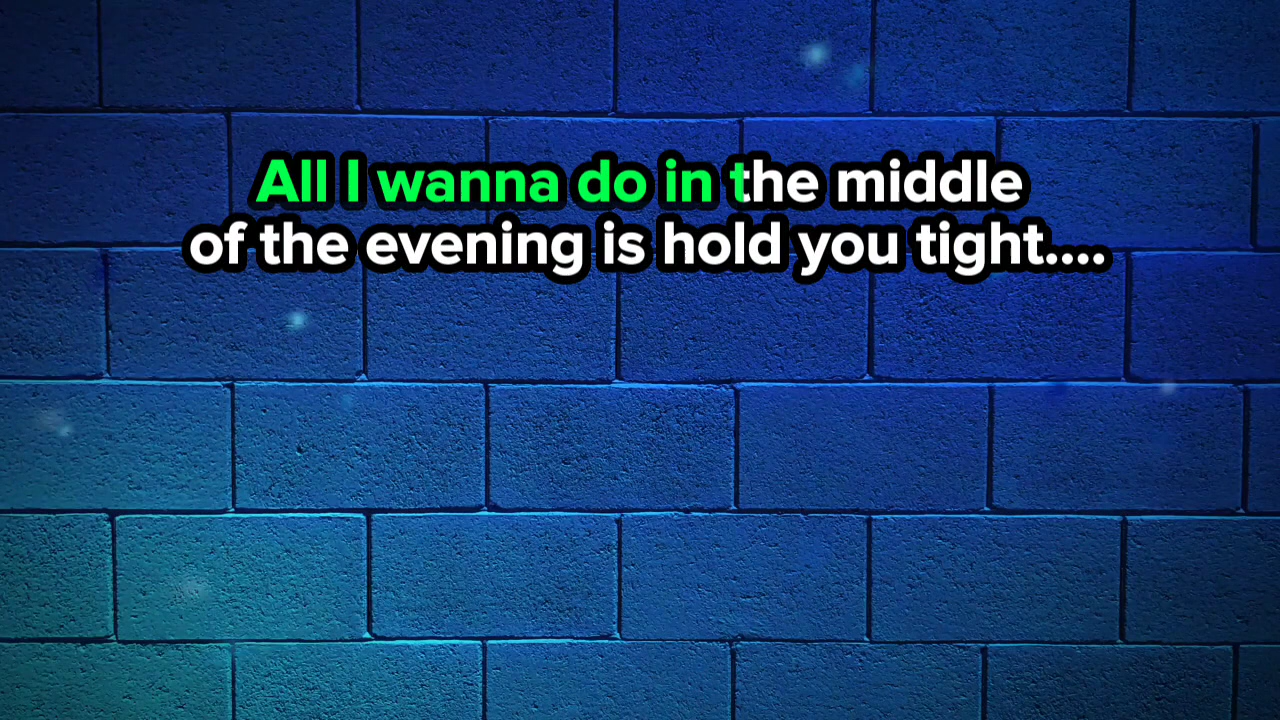 All I wanna do in the middle
of the evening is hold you tight....